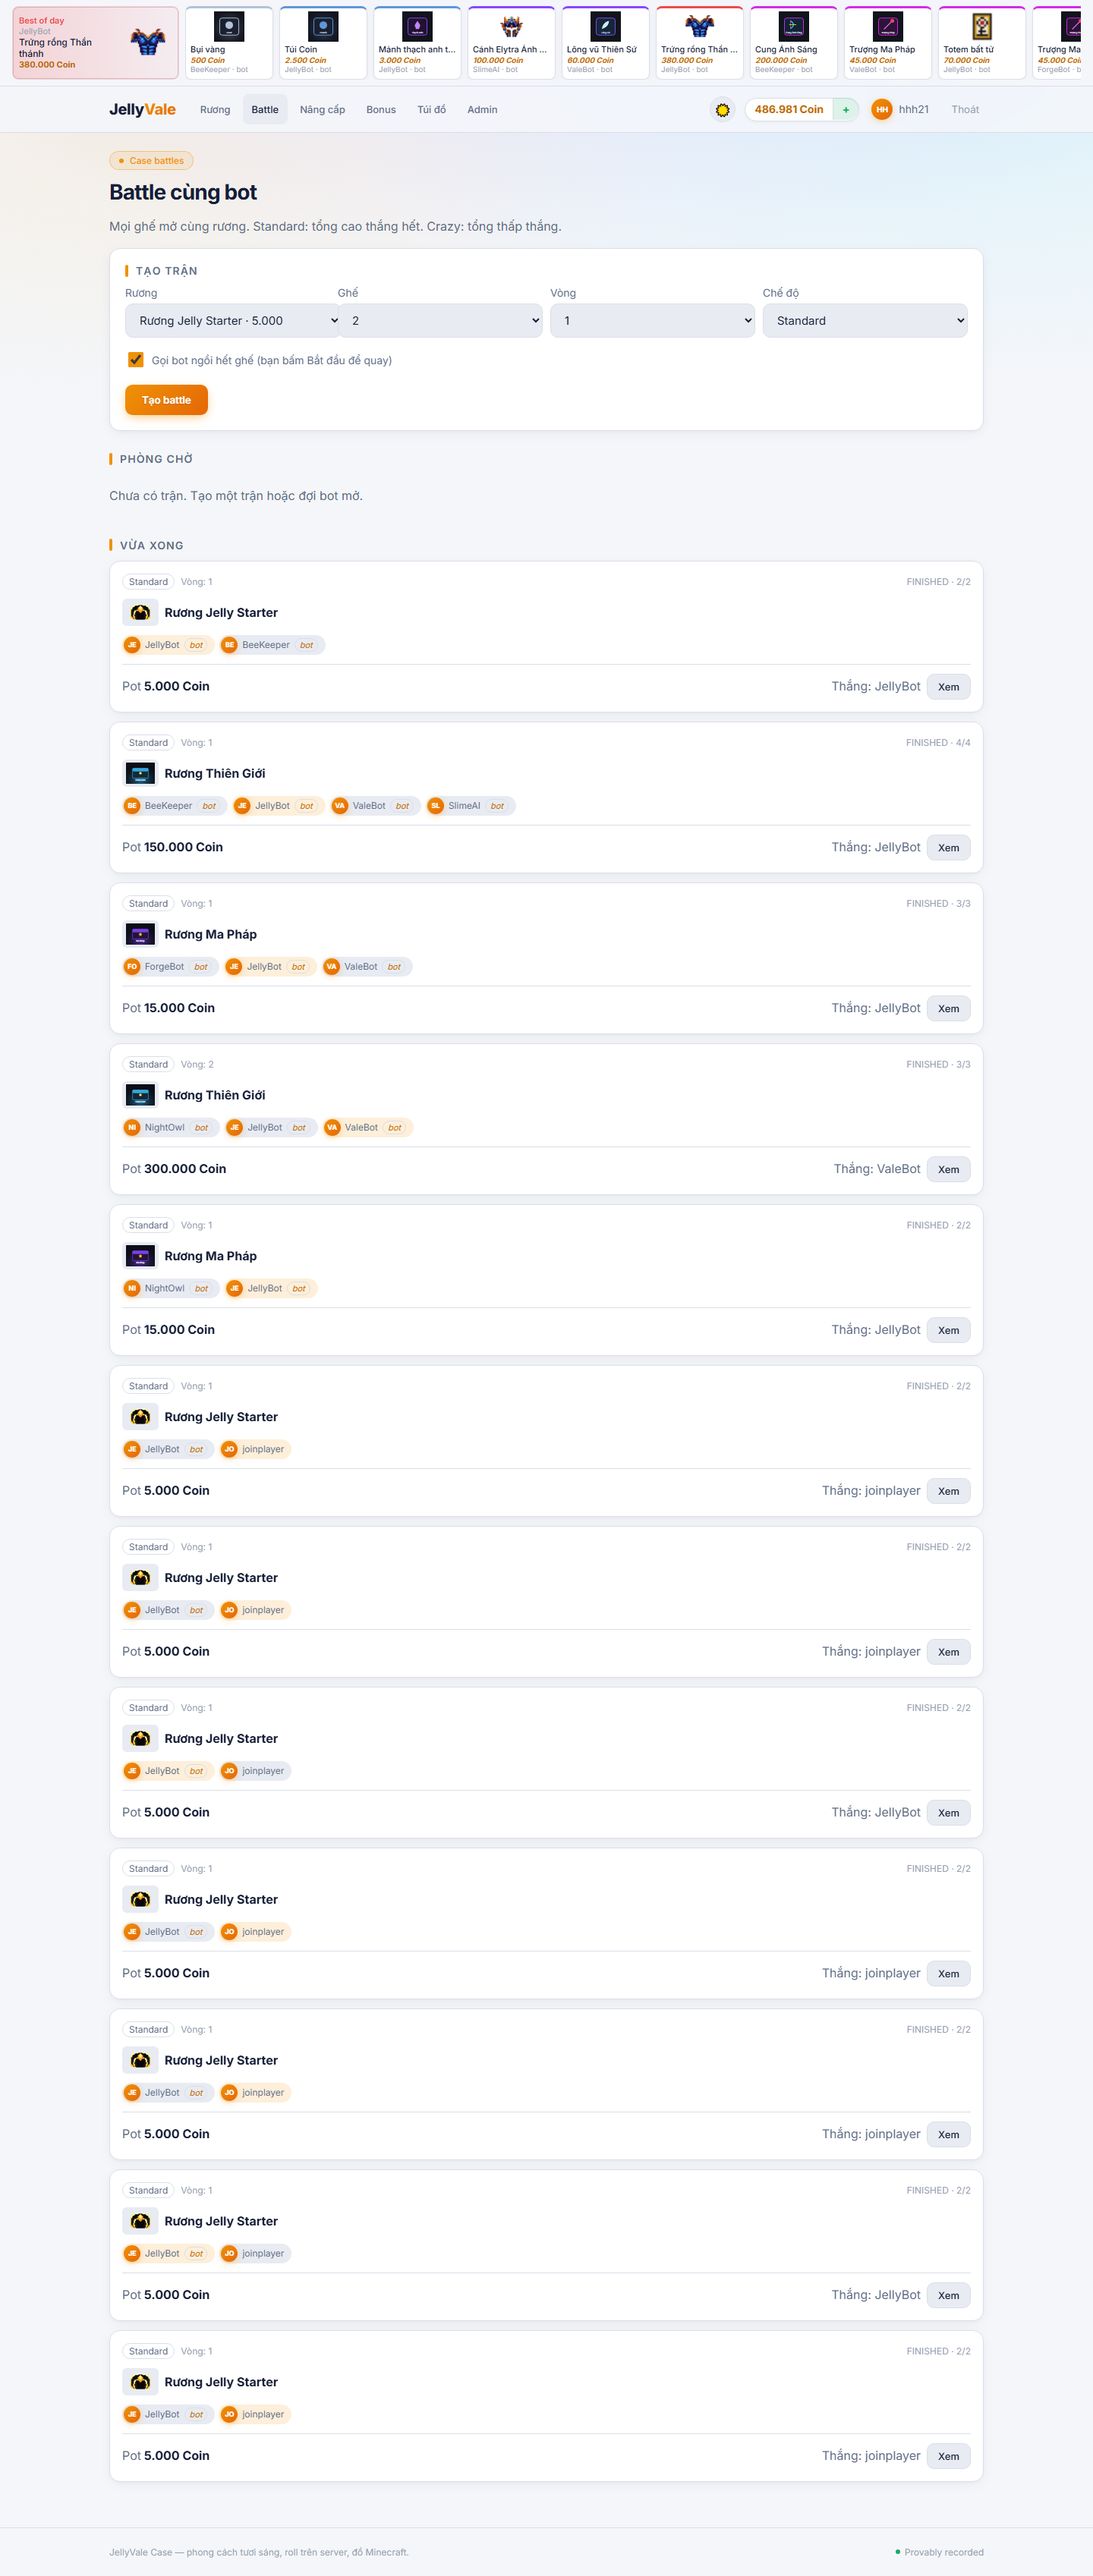 Best of day
JellyBot
Trứng rồng Thần
thánh
380.000 Coin
Bụi vàng
500 Coin
BeeKeeper · bot
Túi Coin
2.500 Coin
JellyBot · bot
Mảnh thạch anh t...
3.000 Coin
JellyBot · bot
Cánh Elytra Ánh ...
100.000 Coin
SlimeAI · bot
Lông vũ Thiên Sứ
60.000 Coin
ValeBot · bot
Trứng rồng Thần ...
380.000 Coin
JellyBot · bot
Cung Ánh Sáng
200.000 Coin
BeeKeeper · bot
Trượng Ma Pháp
45.000 Coin
ValeBot · bot
Totem bất tử
70.000 Coin
JellyBot · bot
Trượng Ma
45.000 Coi
ForgeBot · b
JellyVale Rương Battle Nâng cấp Bonus Túi đồ Admin 486.981 Coin + HH hhh21 Thoát
Case battles
Battle cùng bot
Mọi ghế mở cùng rương. Standard: tổng cao thắng hết. Crazy: tổng thấp thắng.
TẠO TRẬN
Rương Ghế Vòng Chế độ
Rương Jelly Starter · 5.000 2 1 Standard
Gọi bot ngồi hết ghế (bạn bấm Bắt đầu để quay)
Tạo battle
PHÒNG CHỜ
Chưa có trận. Tạo một trận hoặc đợi bot mở.
VỪA XONG
Standard Vòng: 1 FINISHED · 2/2
Rương Jelly Starter
JE JellyBot bot BE BeeKeeper bot
Pot 5.000 Coin Thắng: JellyBot Xem
Standard Vòng: 1 FINISHED · 4/4
Rương Thiên Giới
BE BeeKeeper bot JE JellyBot bot VA ValeBot bot SL SlimeAI bot
Pot 150.000 Coin Thắng: JellyBot Xem
Standard Vòng: 1 FINISHED · 3/3
Rương Ma Pháp
FO ForgeBot bot JE JellyBot bot VA ValeBot bot
Pot 15.000 Coin Thắng: JellyBot Xem
Standard Vòng: 2 FINISHED · 3/3
Rương Thiên Giới
NI NightOwl bot JE JellyBot bot VA ValeBot bot
Pot 300.000 Coin Thắng: ValeBot Xem
Standard Vòng: 1 FINISHED · 2/2
Rương Ma Pháp
NI NightOwl bot JE JellyBot bot
Pot 15.000 Coin Thắng: JellyBot Xem
Standard Vòng: 1 FINISHED · 2/2
Rương Jelly Starter
JE JellyBot bot JO joinplayer
Pot 5.000 Coin Thắng: joinplayer Xem
Standard Vòng: 1 FINISHED · 2/2
Rương Jelly Starter
JE JellyBot bot JO joinplayer
Pot 5.000 Coin Thắng: joinplayer Xem
Standard Vòng: 1 FINISHED · 2/2
Rương Jelly Starter
JE JellyBot bot JO joinplayer
Pot 5.000 Coin Thắng: JellyBot Xem
Standard Vòng: 1 FINISHED · 2/2
Rương Jelly Starter
JE JellyBot bot JO joinplayer
Pot 5.000 Coin Thắng: joinplayer Xem
Standard Vòng: 1 FINISHED · 2/2
Rương Jelly Starter
JE JellyBot bot JO joinplayer
Pot 5.000 Coin Thắng: joinplayer Xem
Standard Vòng: 1 FINISHED · 2/2
Rương Jelly Starter
JE JellyBot bot JO joinplayer
Pot 5.000 Coin Thắng: JellyBot Xem
Standard Vòng: 1 FINISHED · 2/2
Rương Jelly Starter
JE JellyBot bot JO joinplayer
Pot 5.000 Coin Thắng: joinplayer Xem
JellyVale Case — phong cách tươi sáng, roll trên server, đồ Minecraft. Provably recorded